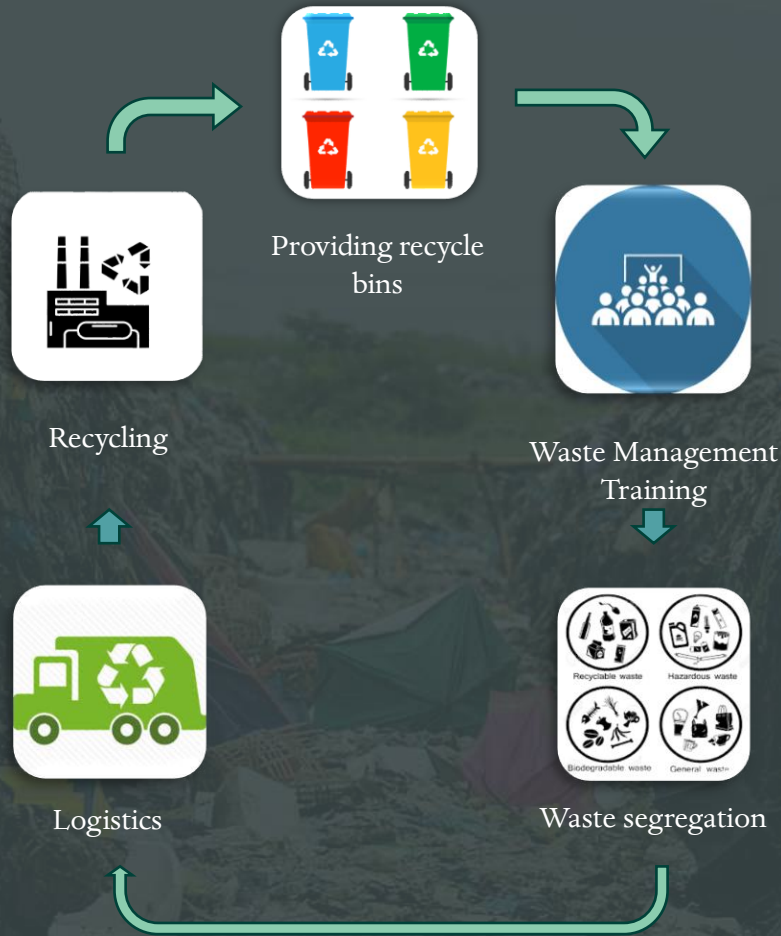 Providing recycle
bins
Recycling
Waste Management
Training
Recyclable waste
Hazardous waste
Biodegradable waste
General waste
Logistics
Waste segregation